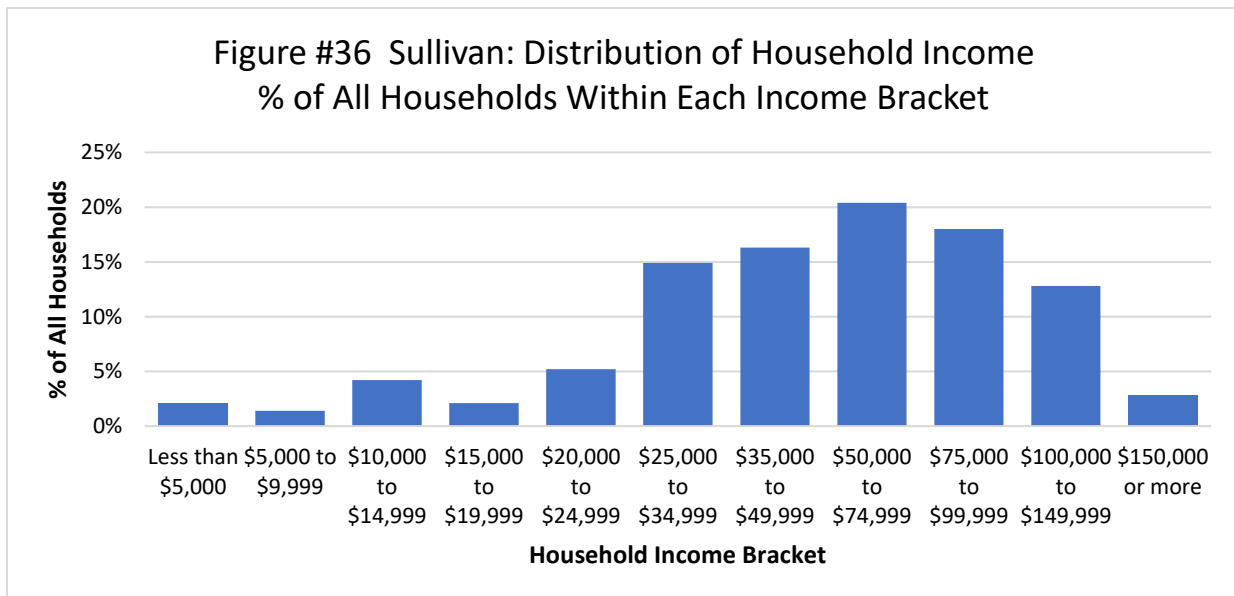 Figure #36 Sullivan: Distribution of Household Income
% of All Households Within Each Income Bracket
% of All Households
25%
20%
15%
10%
5%
0%
Less than $5,000
$5,000 to $9,999
$10,000 to $14,999
$15,000 to $19,999
$20,000 to $24,999
$25,000 to $34,999
$35,000 to $49,999
$50,000 to $74,999
$75,000 to $99,999
$100,000 to $149,999
$150,000 or more
Household Income Bracket